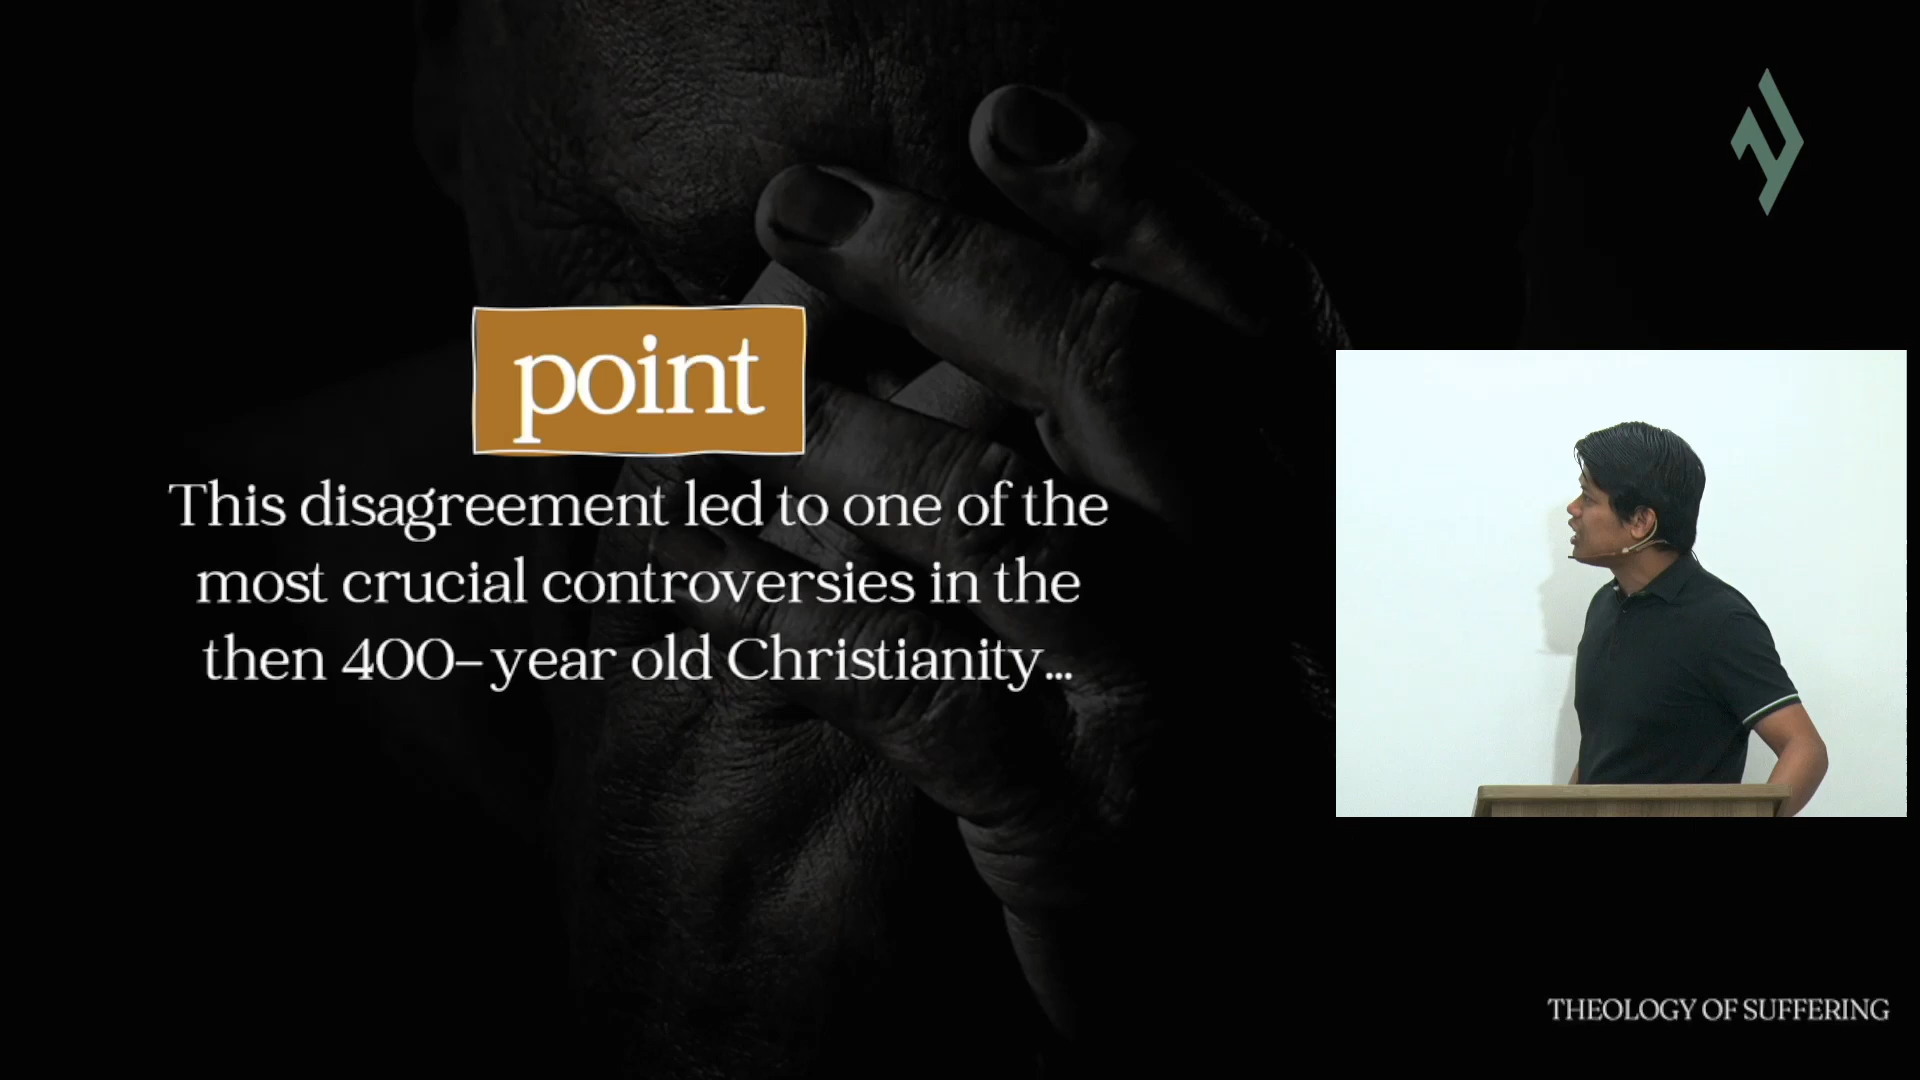 point
This disagreement led to one of the
most crucial controversies in the
then 400-year old Christianity...
THEOLOGY OF SUFFERING